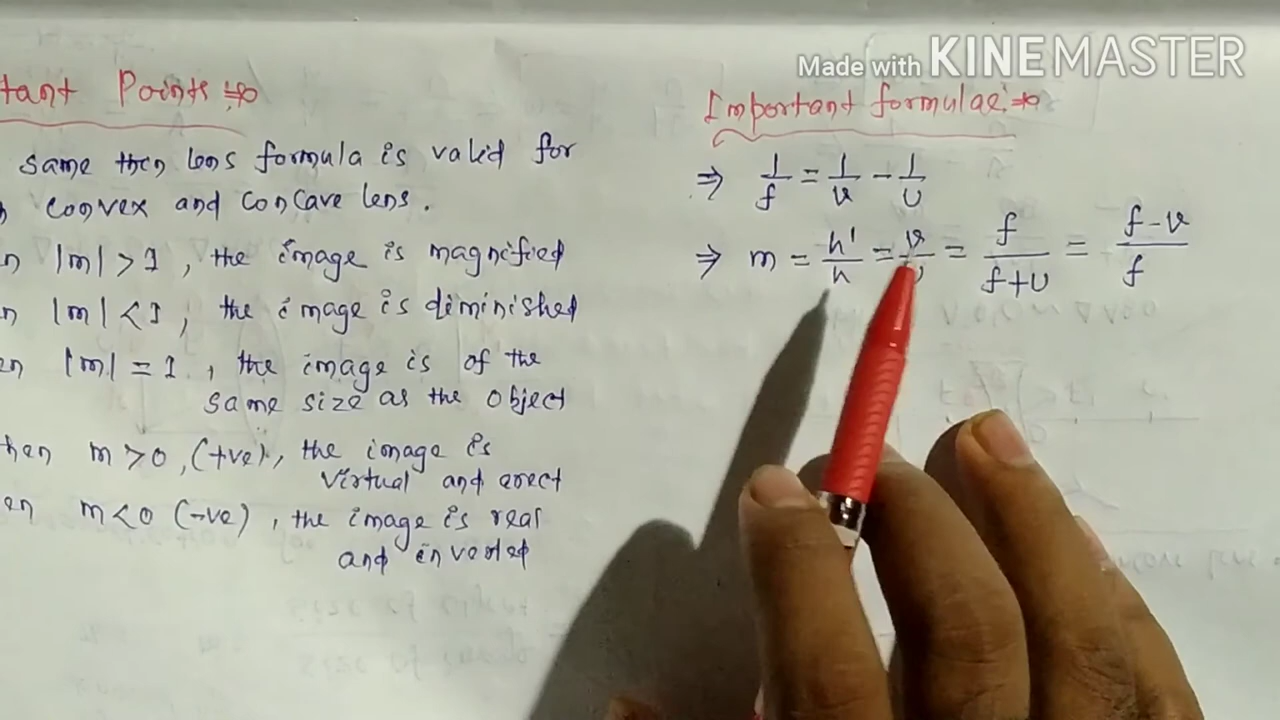 Made with KINEMASTER
tant Points ⇒
same then lens formula is valid for
convex and concave lens.
n |m| > 1, the image is magnified
n |m| < 1, the image is diminished
en |m| = 1, the image is of the
same size as the object
hen m > 0, (+ve), the image is
virtual and erect
en m < 0 (-ve), the image is real
and inverted
Important formulae:⇒
⇒ 1/f = 1/v - 1/u
⇒ m = h'/h = v/u = f/f+u = f-v/f